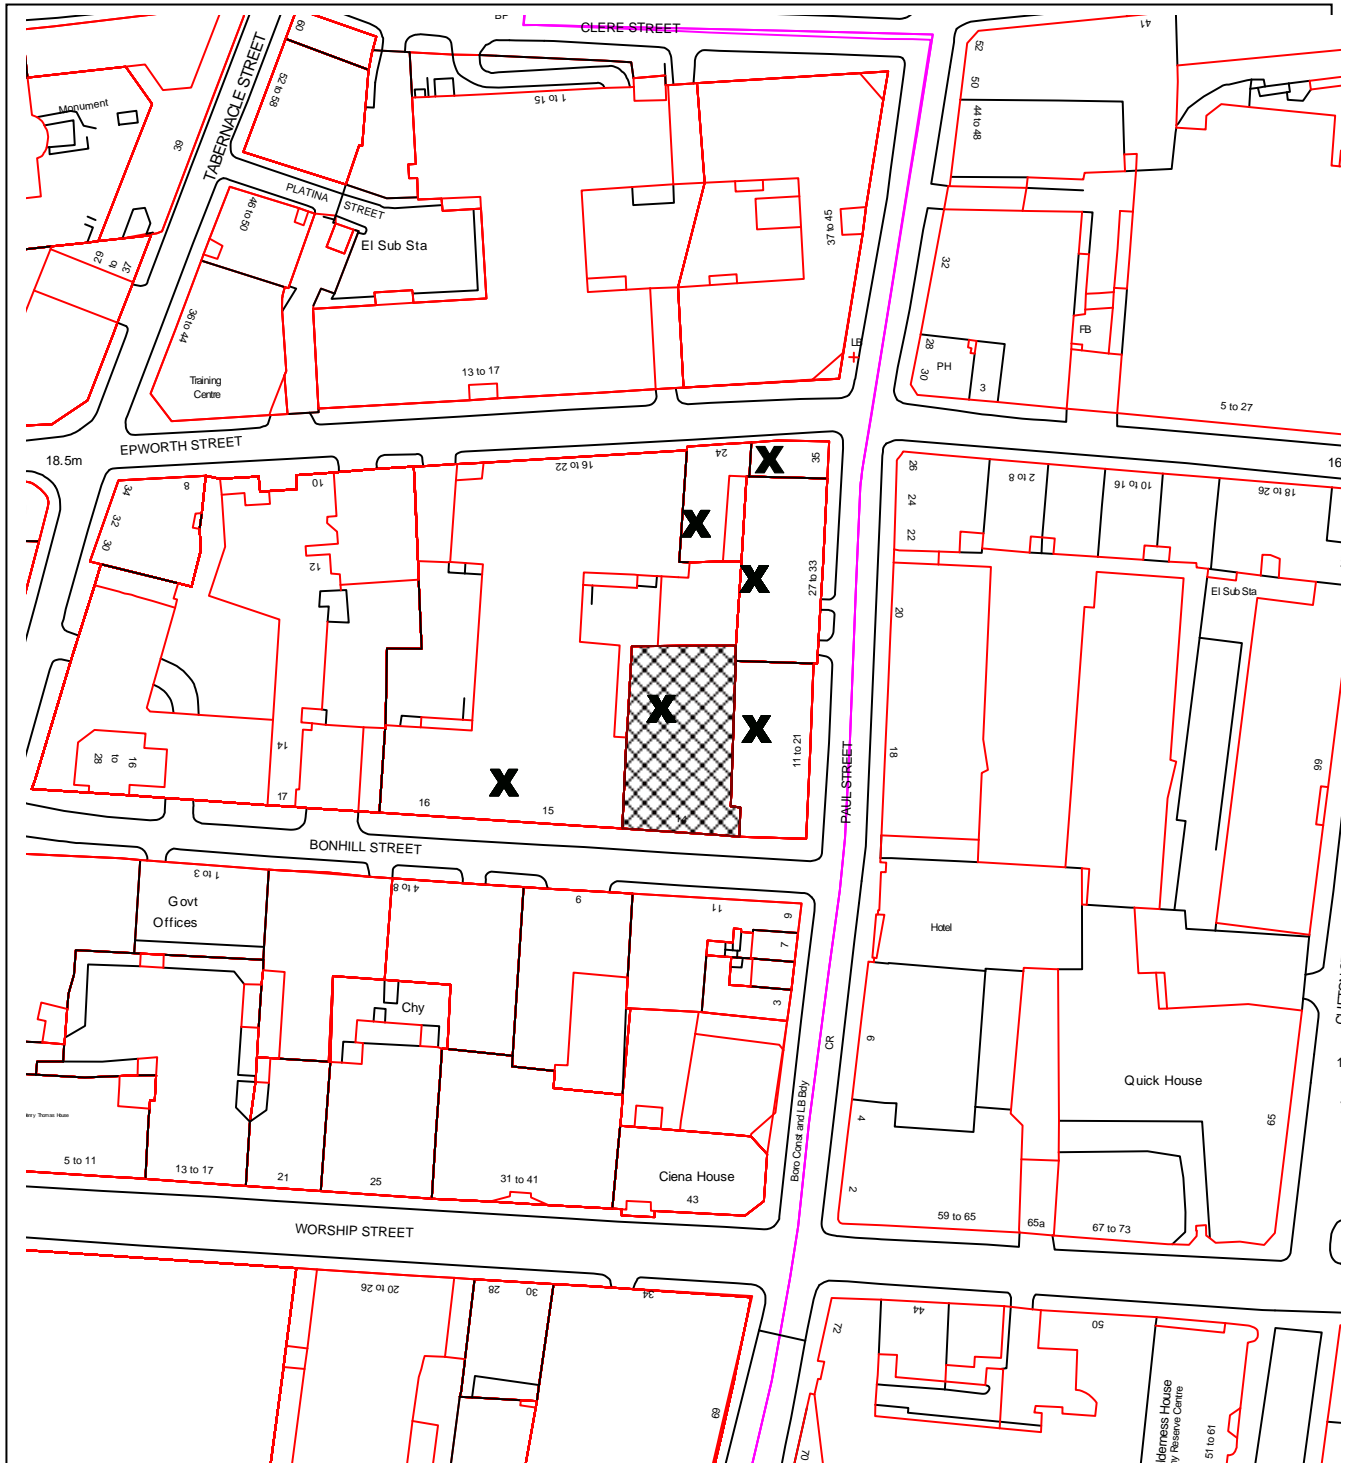 BP
CLERE STREET
41
60
52
50
52 to 58
1 to 15
Monument
44 to 48
TABERNACLE STREET
39
PLATINA STREET
46 to 50
El Sub Sta
37 to 45
32
29
to
37
36 to 44
LB
FB
28
30
PH
3
Training
Centre
13 to 17
5 to 27
EPWORTH STREET
18.5m
16
24
35
X
16 to 22
26
24
22
2 to 8
10 to 16
18 to 26
34
32
30
8
10
12
X
X
27 to 33
El Sub Sta
20
X
X
11 to 21
PAUL STREET
18
66
14
28
to
16
X
17
16
15
14
BONHILL STREET
1 to 3
4 to 8
Govt
Offices
9
11
9
7
3
Hotel
Chy
CR
6
4
2
Quick House
65
Boro Const and LB Bdy
5 to 11
13 to 17
21
25
31 to 41
Ciena House
43
59 to 65
65a
67 to 73
WORSHIP STREET
20 to 26
28
30
34
72
44
50
69
70
51 to 61